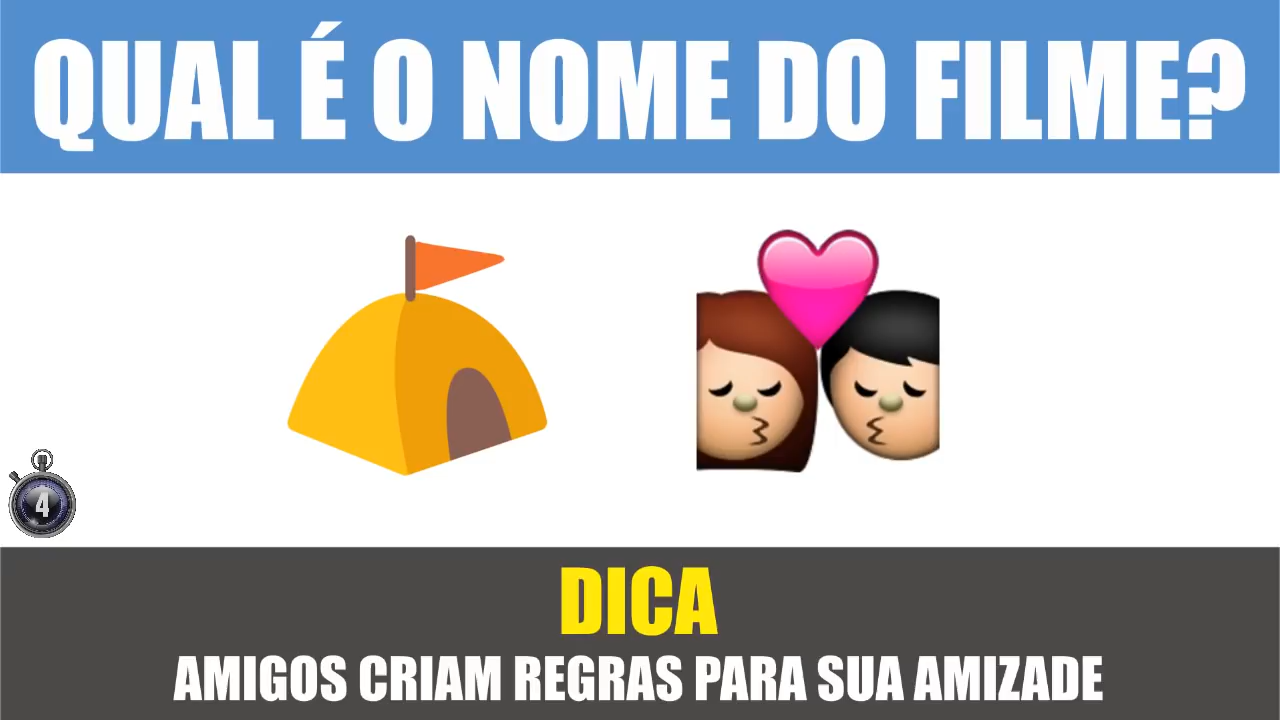 QUAL É O NOME DO FILME?
4
DICA
AMIGOS CRIAM REGRAS PARA SUA AMIZADE